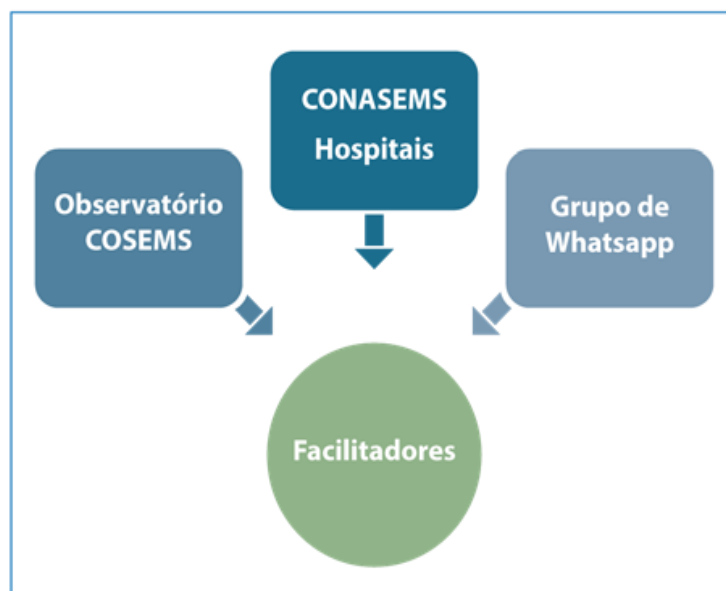 CONASEMS
Hospitais
Observatório
COSEMS
Grupo de
Whatsapp
Facilitadores